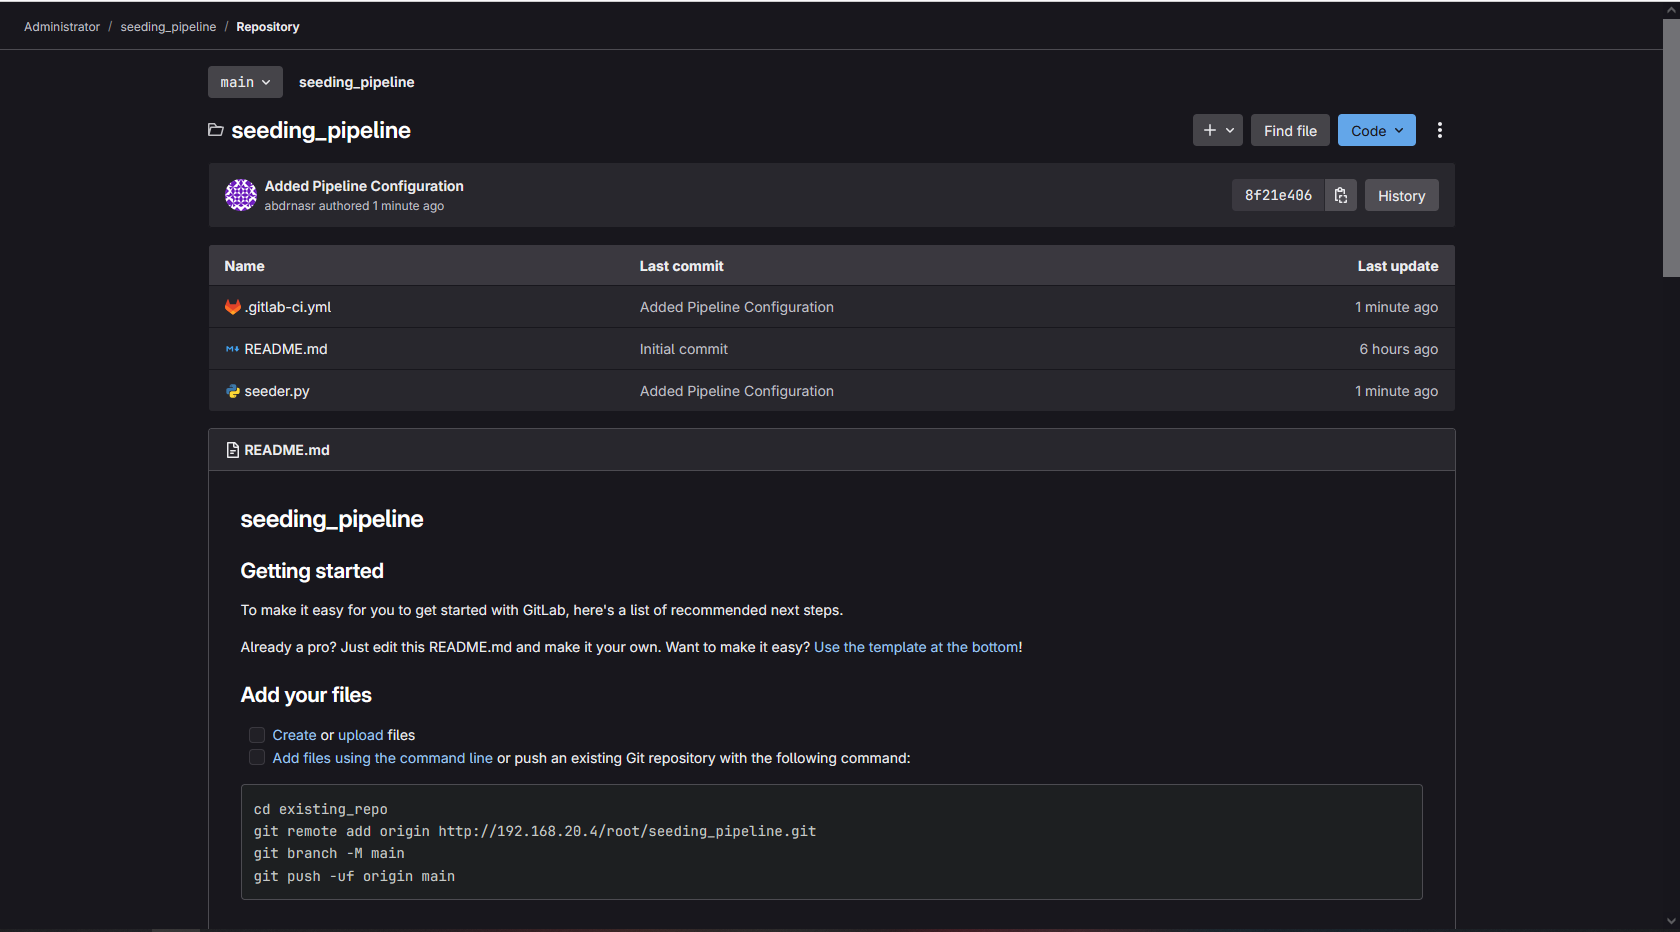 Administrator / seeding_pipeline / Repository
main seeding_pipeline
seeding_pipeline
+ Find file Code
Added Pipeline Configuration
abdrnasr authored 1 minute ago
8f21e406 History
Name Last commit Last update
.gitlab-ci.yml Added Pipeline Configuration 1 minute ago
README.md Initial commit 6 hours ago
seeder.py Added Pipeline Configuration 1 minute ago
README.md
seeding_pipeline
Getting started
To make it easy for you to get started with GitLab, here's a list of recommended next steps.
Already a pro? Just edit this README.md and make it your own. Want to make it easy? Use the template at the bottom!
Add your files
Create or upload files
Add files using the command line or push an existing Git repository with the following command:
cd existing_repo
git remote add origin http://192.168.20.4/root/seeding_pipeline.git
git branch -M main
git push -uf origin main